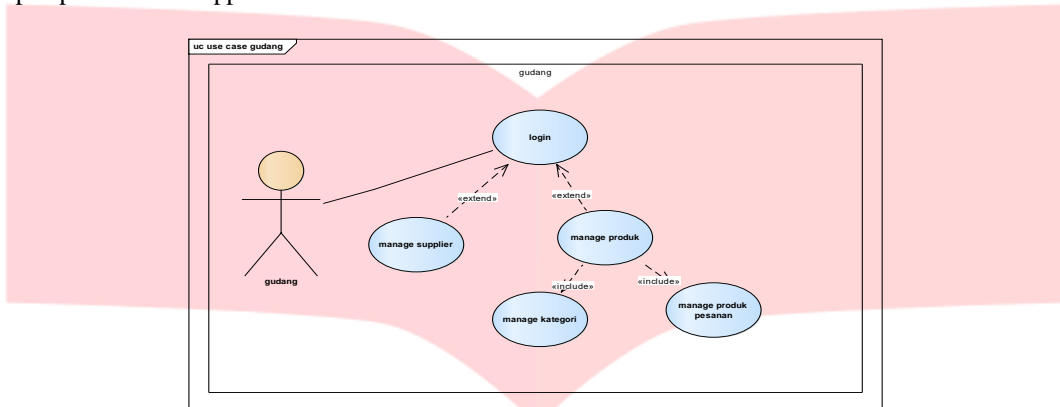 uc use case gudang
gudang
login
«extend»
«extend»
manage supplier
manage produk
gudang
«include»
«include»
manage kategori
manage produk
pesanan